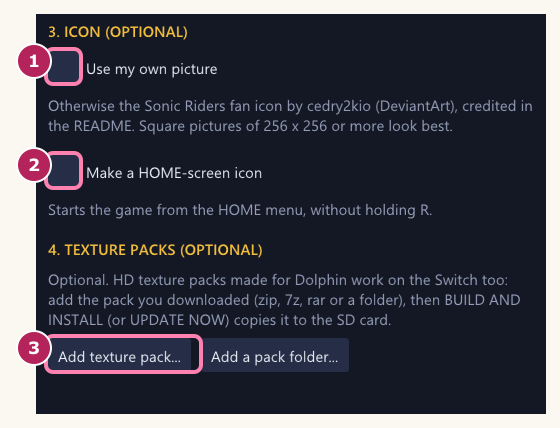 3. ICON (OPTIONAL)
1
Use my own picture
Otherwise the Sonic Riders fan icon by cedry2kio (DeviantArt), credited in
the README. Square pictures of 256 x 256 or more look best.
2
Make a HOME-screen icon
Starts the game from the HOME menu, without holding R.
4. TEXTURE PACKS (OPTIONAL)
Optional. HD texture packs made for Dolphin work on the Switch too:
add the pack you downloaded (zip, 7z, rar or a folder), then BUILD AND
INSTALL (or UPDATE NOW) copies it to the SD card.
3
Add texture pack... Add a pack folder...